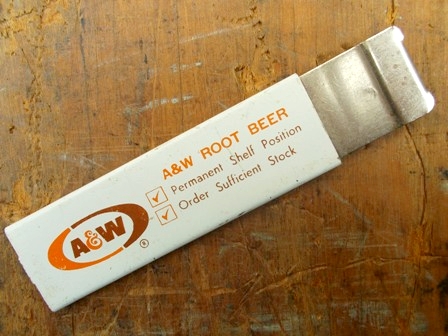 A&W ROOT BEER
Permanent Shelf Position
Order Sufficient Stock
A&W ®